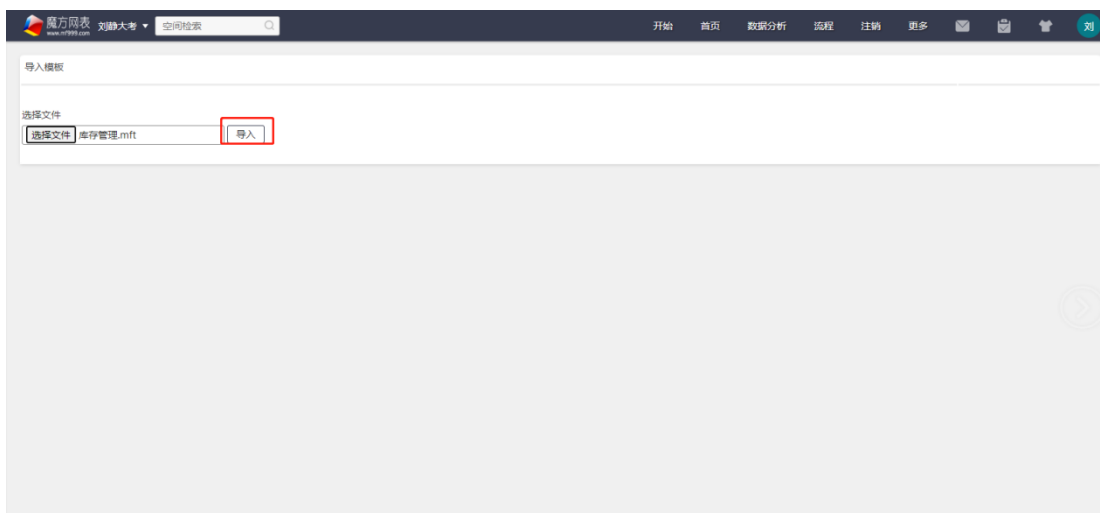 魔方网表 刘静大考 ▼ 空间检索 开始 首页 数据分析 流程 注销 更多 刘
www.mf999.com
导入模板
选择文件
选择文件 库存管理.mft 导入